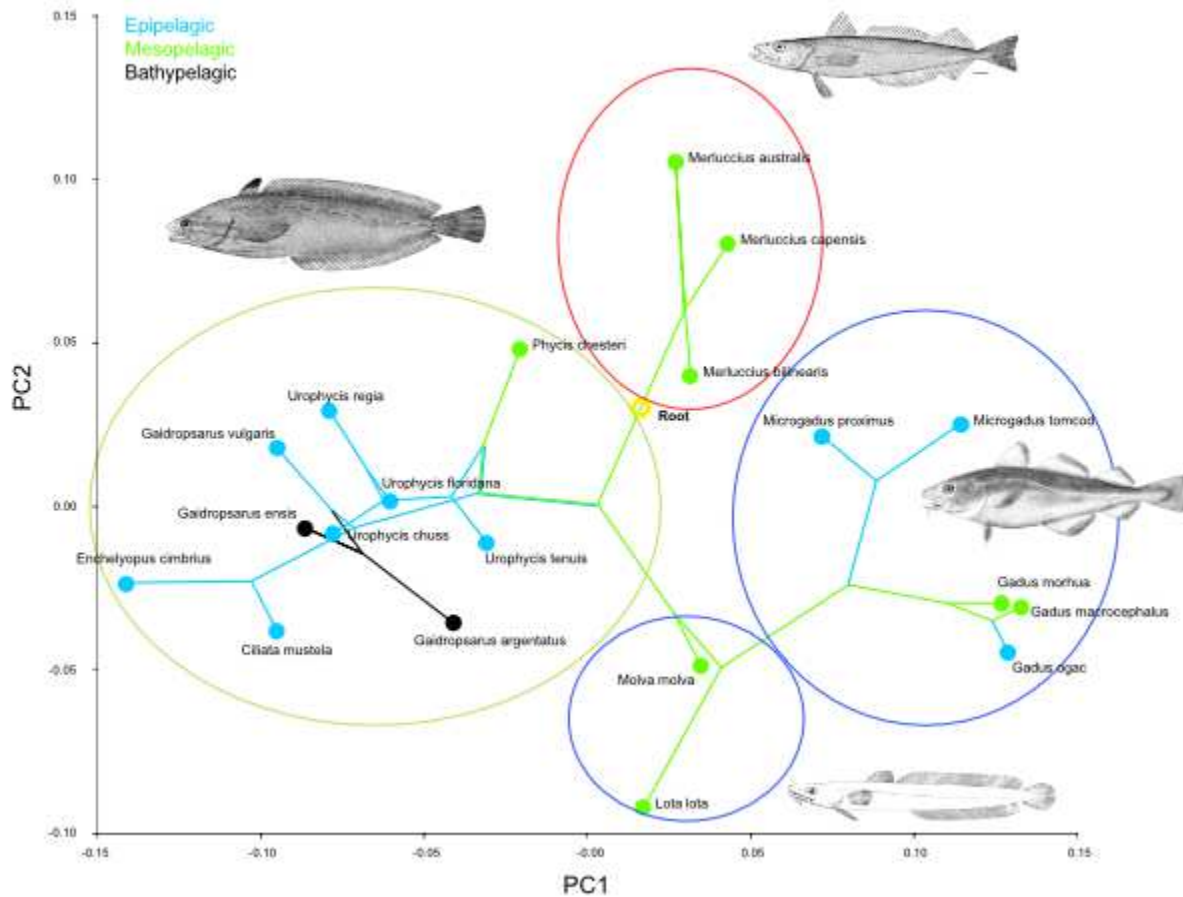 0.15
Epipelagic
Mesopelagic
Bathypelagic
Merluccius australis
0.10
Merluccius capensis
0.05
Phycis chesteri
Merluccius bilinearis
Urophycis regia
Root
Microgadus proximus
Microgadus tomcod
Gaidropsarus vulgaris
PC2
Urophycis floridana
0.00
Gaidropsarus ensis
Urophycis chuss
Urophycis tenuis
Enchelyopus cimbrius
Gadus morhua
Gadus macrocephalus
Gaidropsarus argentatus
Ciliata mustela
Gadus ogac
-0.05
Molva molva
Lota lota
-0.10
-0.15
-0.10
-0.05
-0.00
0.05
0.10
0.15
PC1